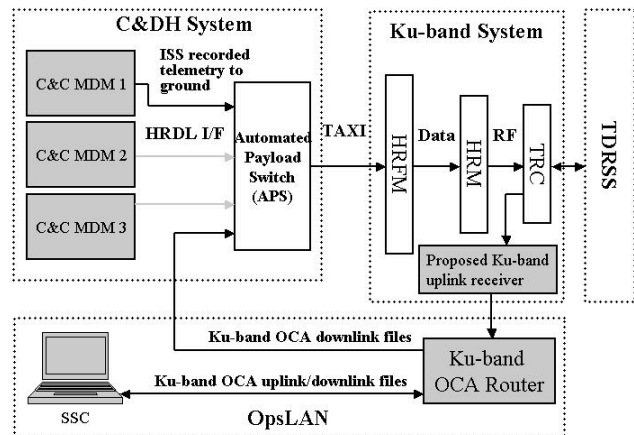 C&DH System
C&C MDM 1
ISS recorded
telemetry to
ground
C&C MDM 2
HRDL I/F
C&C MDM 3
Automated
Payload
Switch
(APS)
TAXI
Ku-band System
HRFM
Data
HRM
RF
TRC
TDRSS
Proposed Ku-band
uplink receiver
Ku-band OCA downlink files
Ku-band OCA uplink/downlink files
Ku-band
OCA Router
SSC
OpsLAN